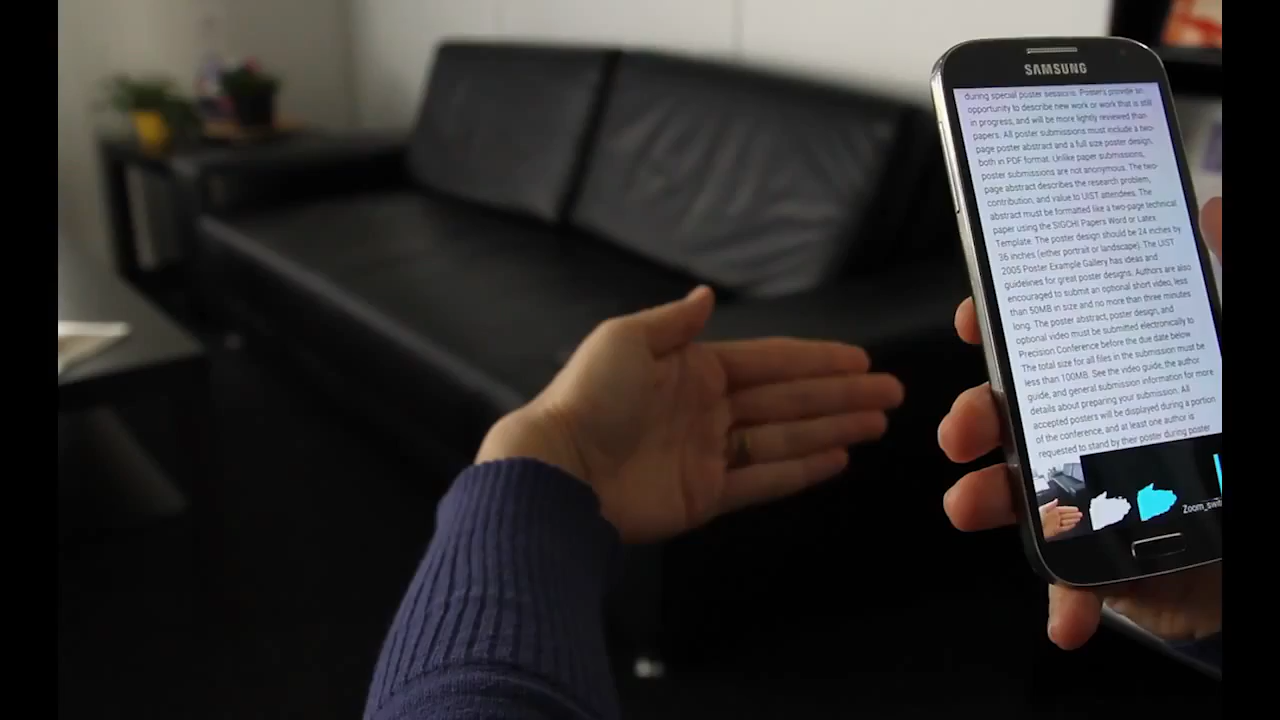 SAMSUNG
during special poster sessions. Posters provide an
opportunity to describe new work or work that is still
in progress, and will be more lightly reviewed than
papers. All poster submissions must include a two-
page poster abstract and a full size poster design,
both in PDF format. Unlike paper submissions,
poster submissions are not anonymous. The two-
page abstract describes the research problem,
contribution, and value to UIST attendees. The
abstract must be formatted like a two-page technical
paper using the SIGCHI Papers Word or Latex
Template. The poster design should be 24 inches by
36 inches (either portrait or landscape). The UIST
2005 Poster Example Gallery has ideas and
guidelines for great poster designs. Authors are also
encouraged to submit an optional short video, less
than 50MB in size and no more than three minutes
long. The poster abstract, poster design, and
optional video must be submitted electronically to
Precision Conference before the due date below
The total size for all files in the submission must be
less than 100MB. See the video guide, the author
guide, and general submission information for more
details about preparing your submission. All
accepted posters will be displayed during a portion
of the conference, and at least one author is
requested to stand by their poster during poster
Zoom_swit